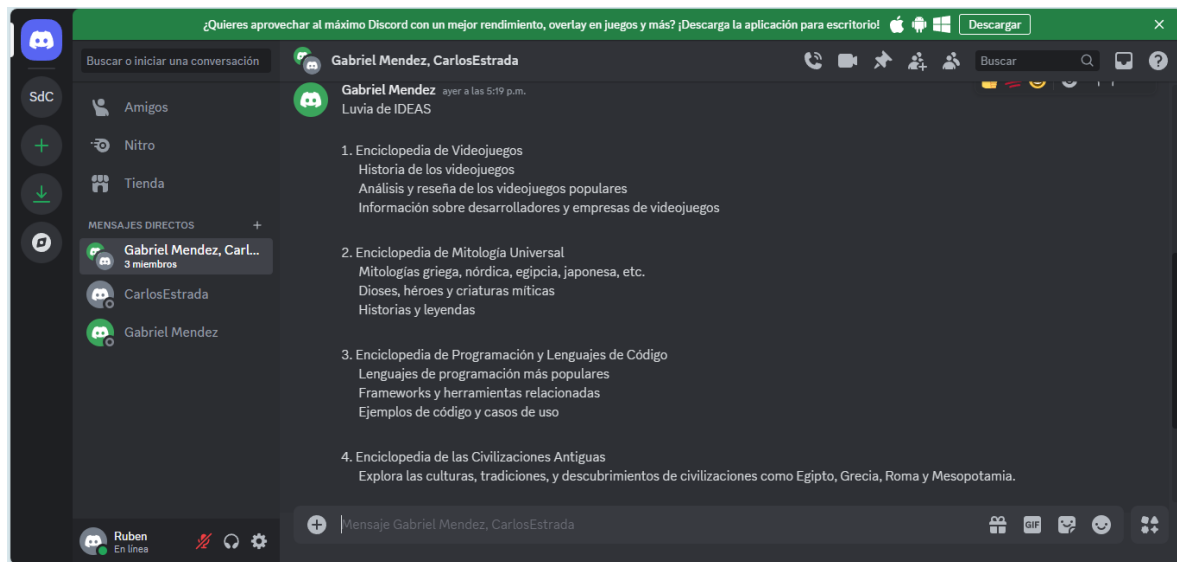 ¿Quieres aprovechar al máximo Discord con un mejor rendimiento, overlay en juegos y más? ¡Descarga la aplicación para escritorio!
Descargar
SdC
Buscar o iniciar una conversación
Amigos
Nitro
Tienda
MENSAJES DIRECTOS
Gabriel Mendez, Carl...
3 miembros
CarlosEstrada
Gabriel Mendez
Ruben
En línea
Gabriel Mendez, CarlosEstrada
Buscar
Gabriel Mendez ayer a las 5:19 p.m.
Luvia de IDEAS
1. Enciclopedia de Videojuegos
Historia de los videojuegos
Análisis y reseña de los videojuegos populares
Información sobre desarrolladores y empresas de videojuegos
2. Enciclopedia de Mitología Universal
Mitologías griega, nórdica, egipcia, japonesa, etc.
Dioses, héroes y criaturas míticas
Historias y leyendas
3. Enciclopedia de Programación y Lenguajes de Código
Lenguajes de programación más populares
Frameworks y herramientas relacionadas
Ejemplos de código y casos de uso
4. Enciclopedia de las Civilizaciones Antiguas
Explora las culturas, tradiciones, y descubrimientos de civilizaciones como Egipto, Grecia, Roma y Mesopotamia.
Mensaje Gabriel Mendez, CarlosEstrada
GIF